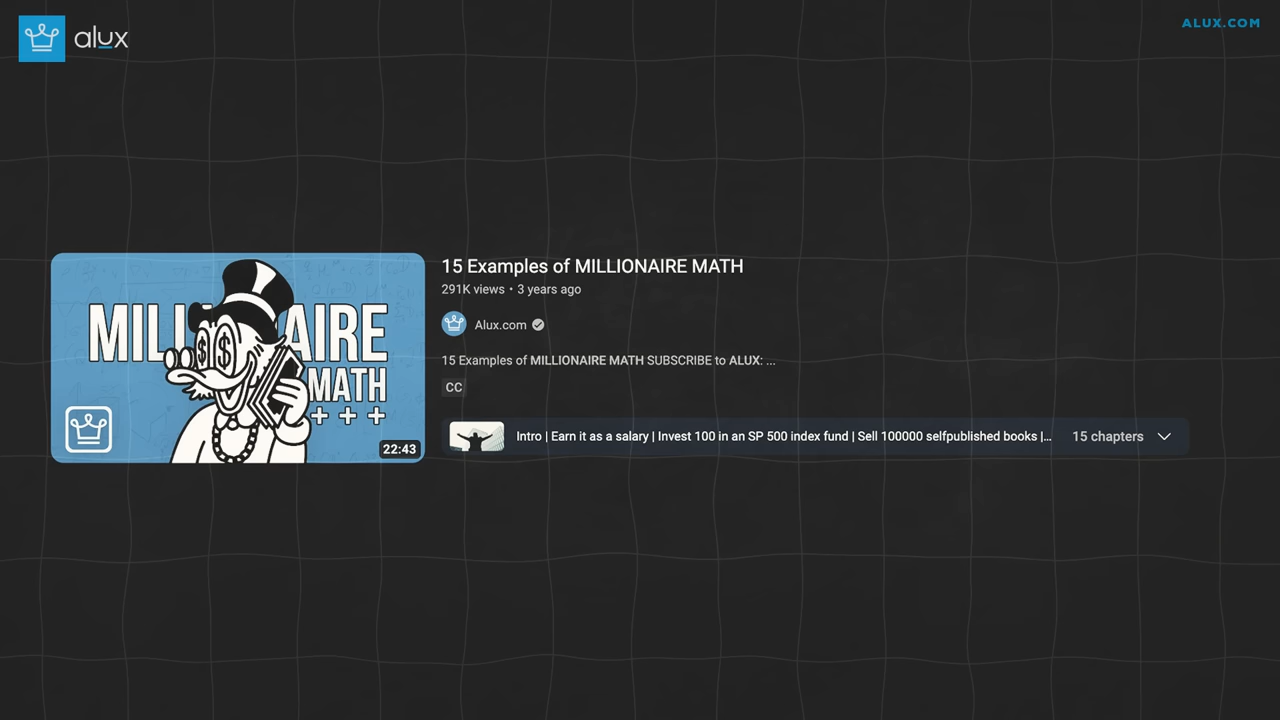 alux
ALUX.COM
MILLIONAIRE
MATH
+ + +
22:43
15 Examples of MILLIONAIRE MATH
291K views • 3 years ago
Alux.com
15 Examples of MILLIONAIRE MATH SUBSCRIBE to ALUX: ...
CC
Intro | Earn it as a salary | Invest 100 in an SP 500 index fund | Sell 100000 selfpublished books |...
15 chapters